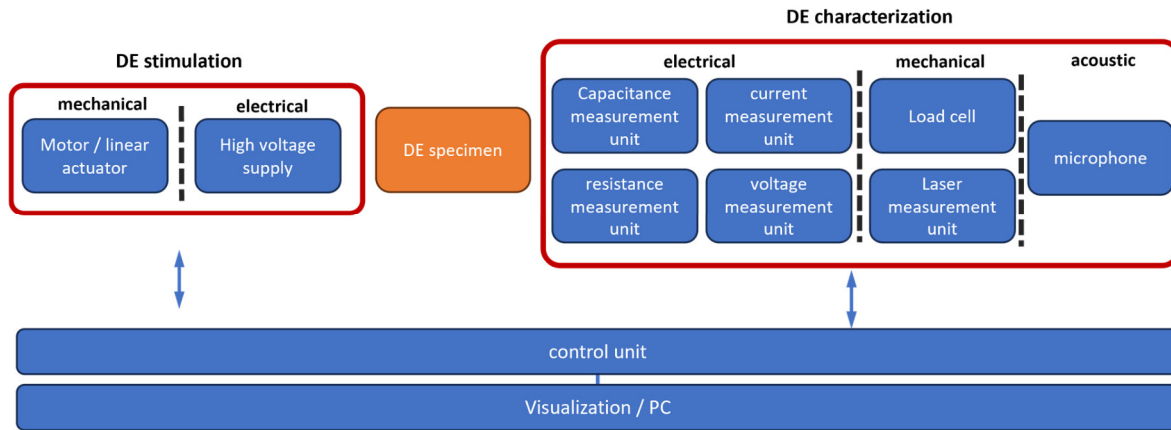 DE characterization
DE stimulation
electrical
mechanical
acoustic
mechanical
electrical
Capacitance
measurement
unit
current
measurement
unit
Load cell
Motor / linear
actuator
High voltage
supply
DE specimen
microphone
resistance
measurement
unit
voltage
measurement
unit
Laser
measurement
unit
control unit
Visualization / PC